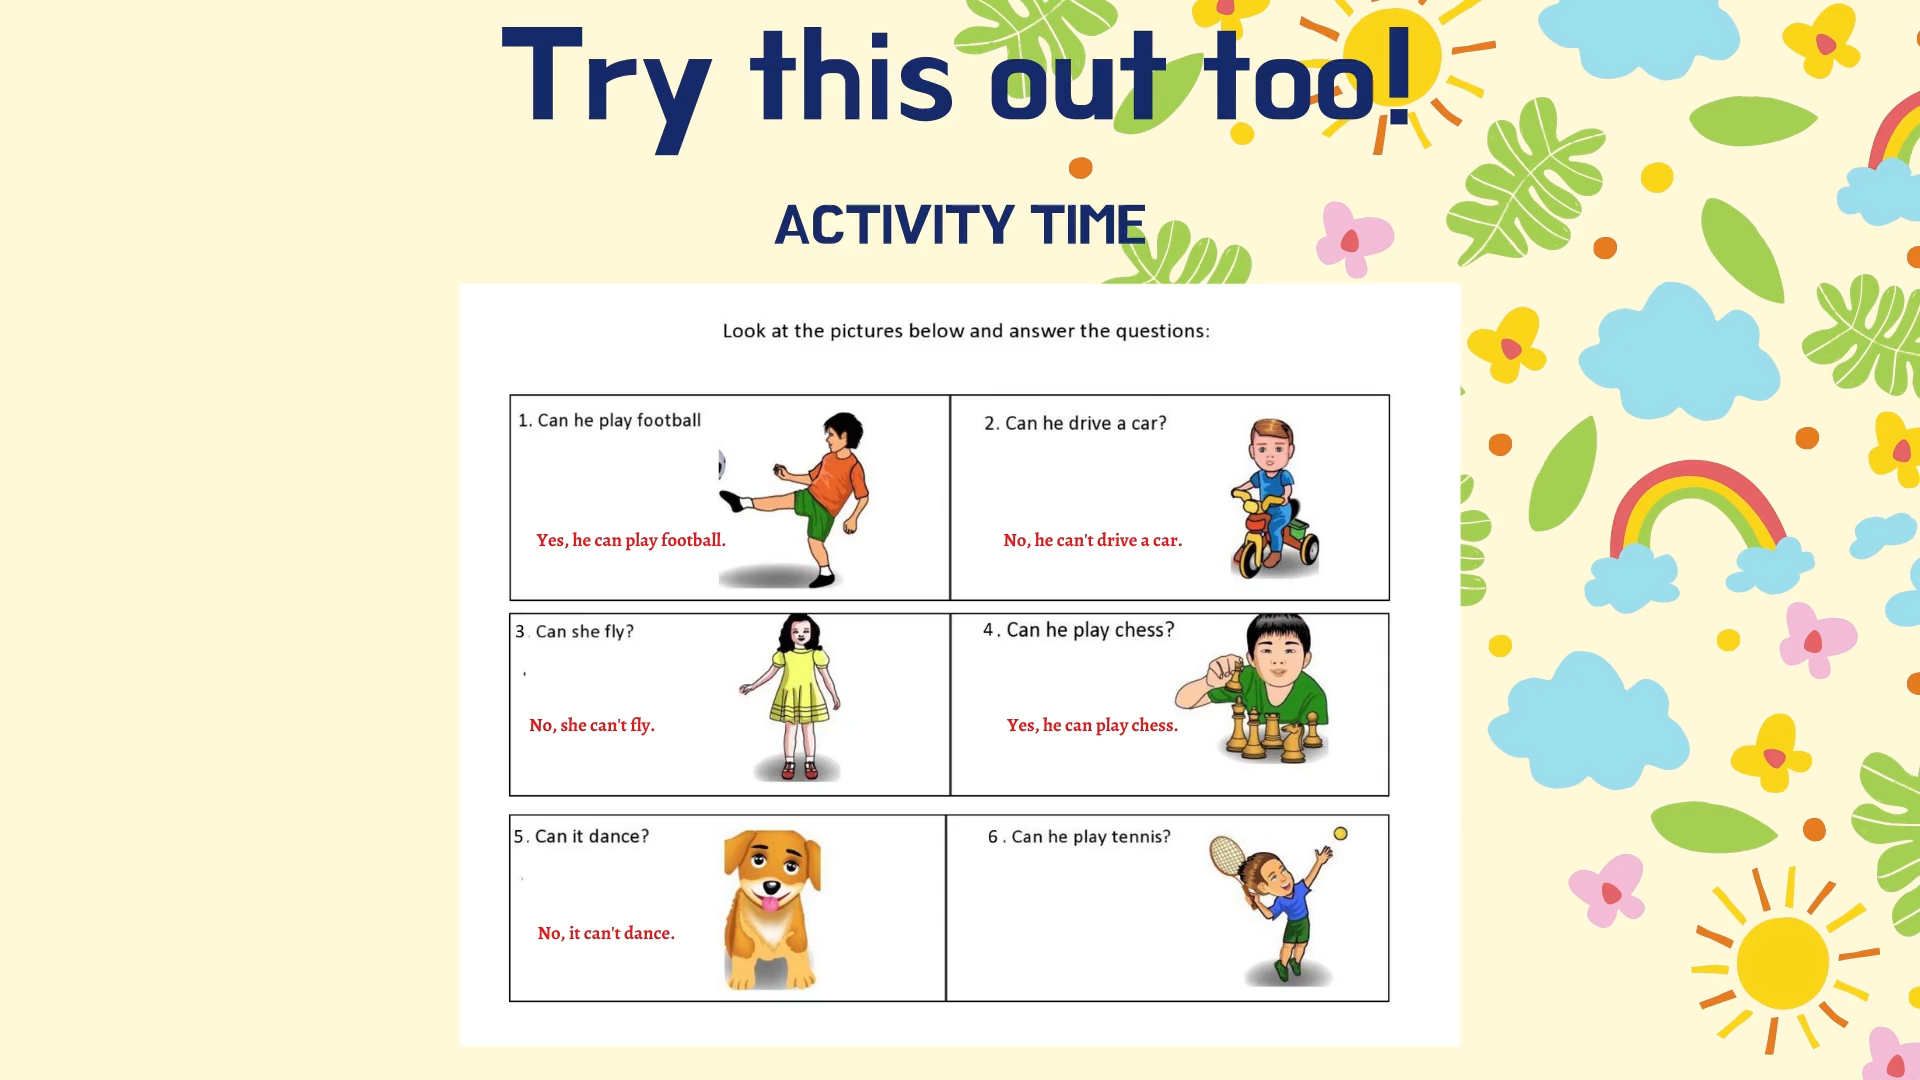 Try this out too!
ACTIVITY TIME
Look at the pictures below and answer the questions:
1. Can he play football
Yes, he can play football.
2. Can he drive a car?
No, he can't drive a car.
3. Can she fly?
No, she can't fly.
4. Can he play chess?
Yes, he can play chess.
5. Can it dance?
No, it can't dance.
6. Can he play tennis?